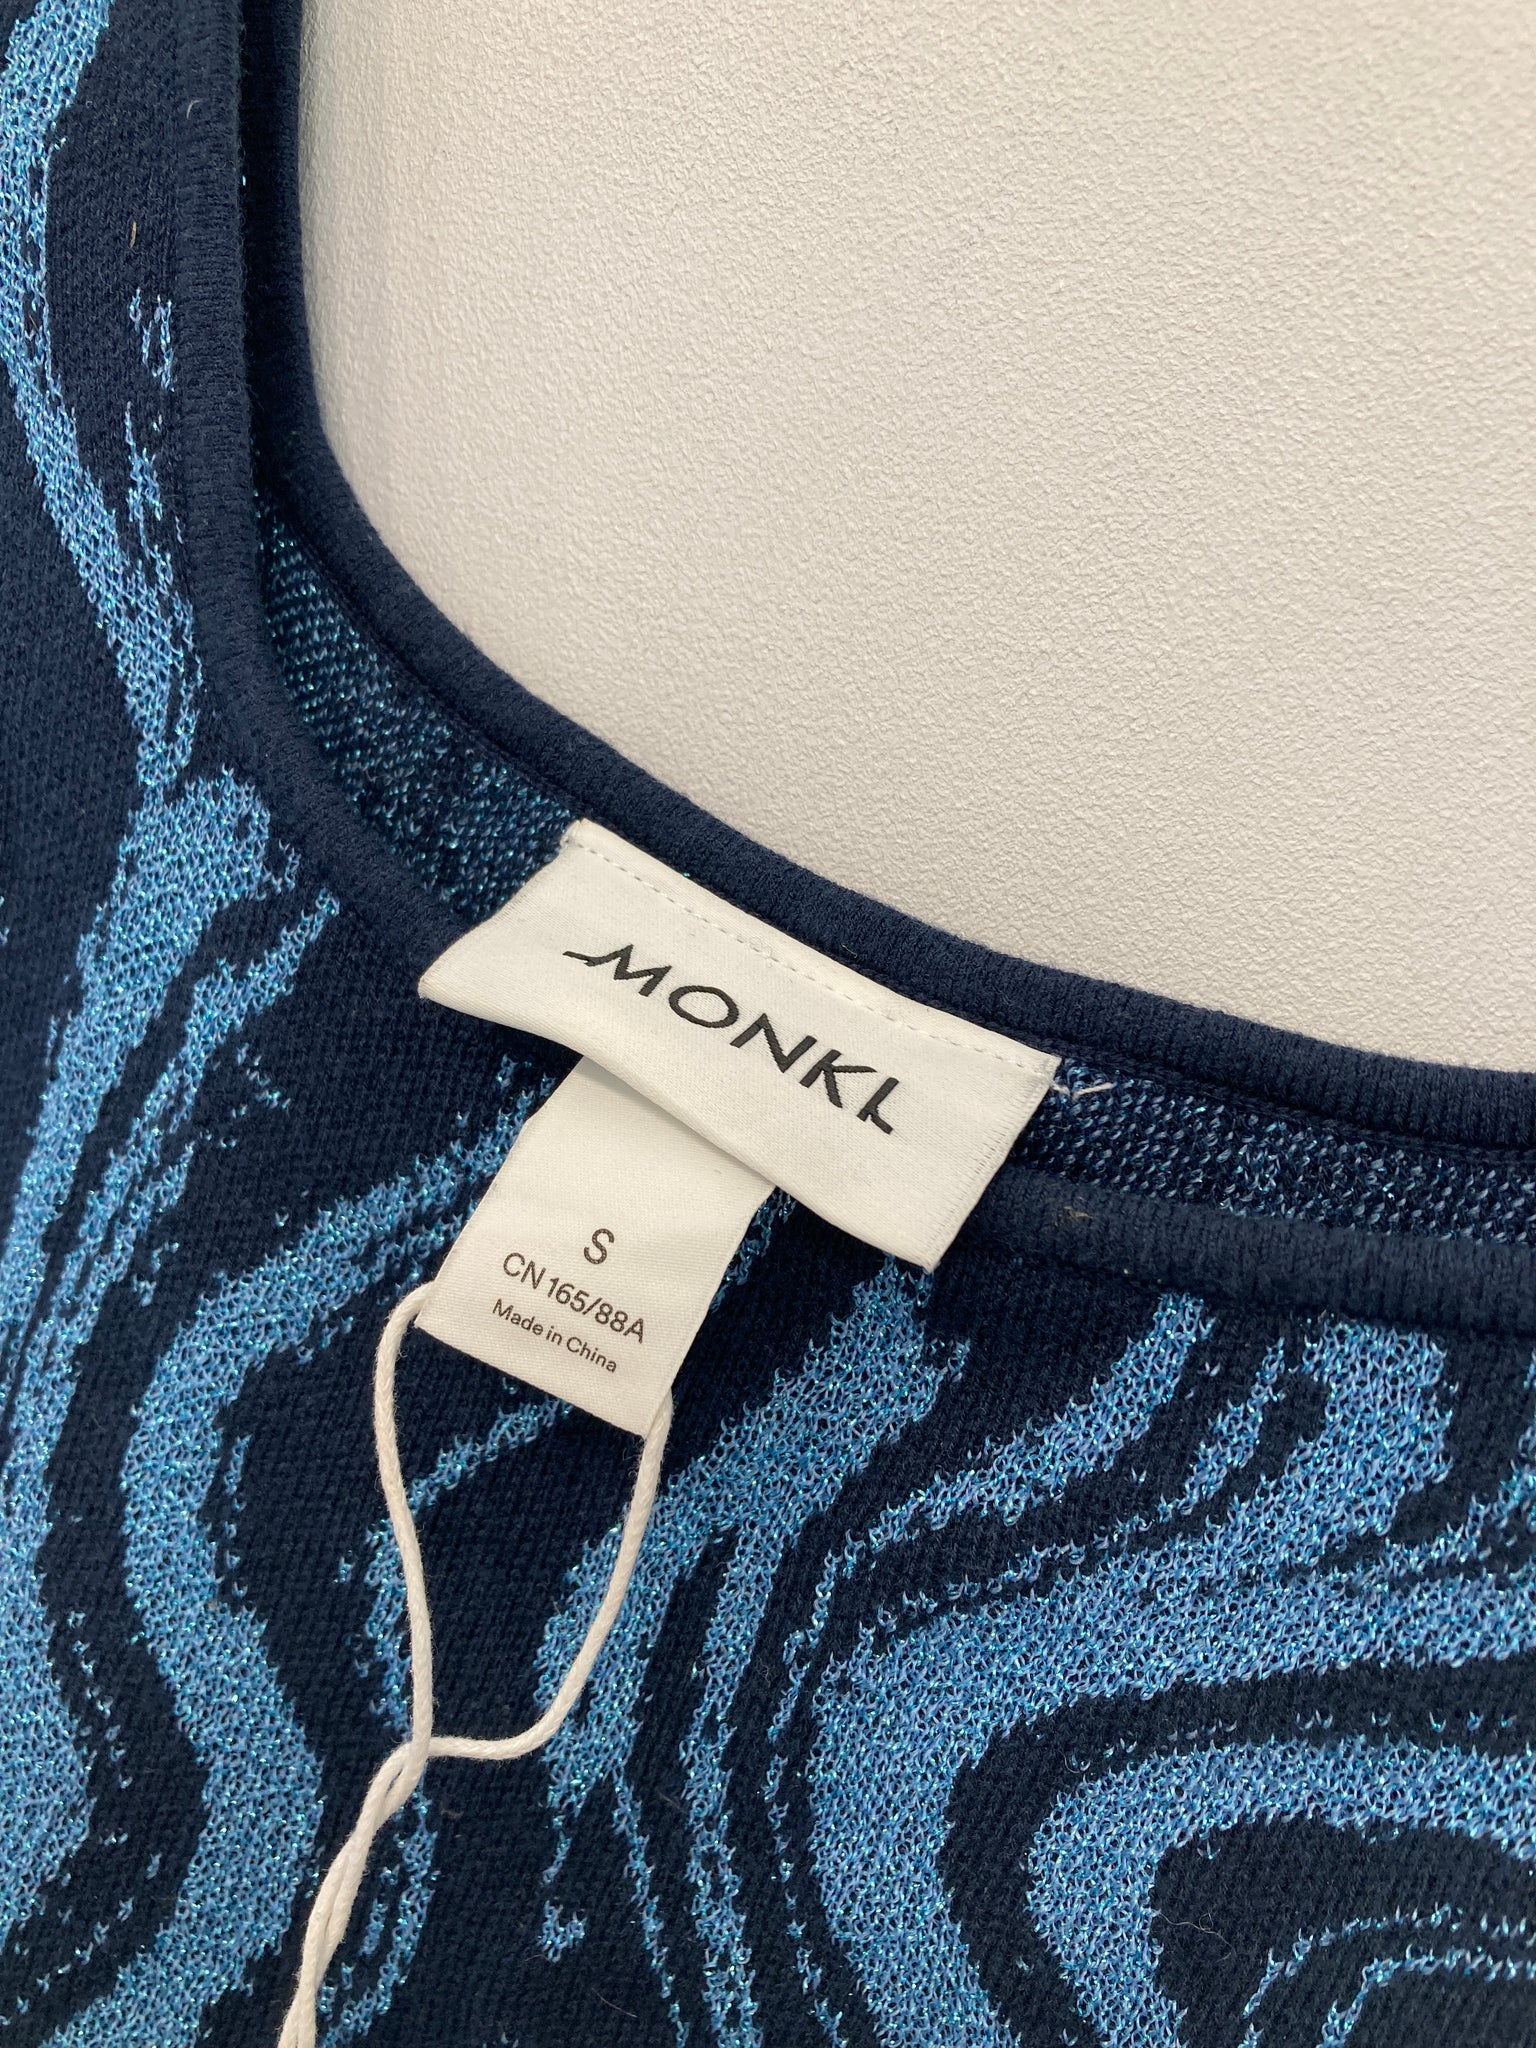 MONKI
S
CN 165/88A
Made in China